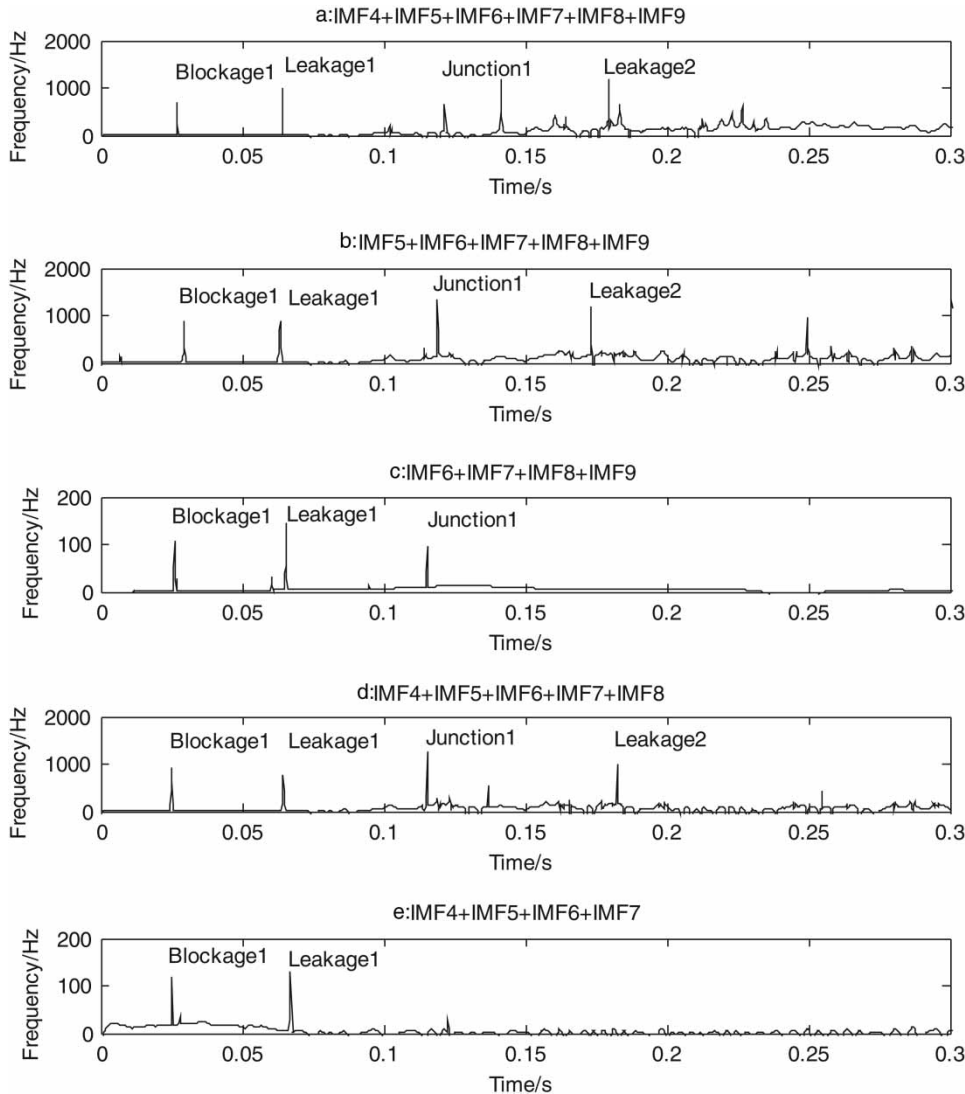 a:IMF4+IMF5+IMF6+IMF7+IMF8+IMF9
Frequency/Hz
2000
1000
0
Blockage1 Leakage1 Junction1 Leakage2
0 0.05 0.1 0.15 0.2 0.25 0.3
Time/s
b:IMF5+IMF6+IMF7+IMF8+IMF9
Frequency/Hz
2000
1000
0
Blockage1 Leakage1 Junction1 Leakage2
0 0.05 0.1 0.15 0.2 0.25 0.3
Time/s
c:IMF6+IMF7+IMF8+IMF9
Frequency/Hz
200
100
0
Blockage1 Leakage1 Junction1
0 0.05 0.1 0.15 0.2 0.25 0.3
Time/s
d:IMF4+IMF5+IMF6+IMF7+IMF8
Frequency/Hz
2000
1000
0
Blockage1 Leakage1 Junction1 Leakage2
0 0.05 0.1 0.15 0.2 0.25 0.3
Time/s
e:IMF4+IMF5+IMF6+IMF7
Frequency/Hz
200
100
0
Blockage1 Leakage1
0 0.05 0.1 0.15 0.2 0.25 0.3
Time/s